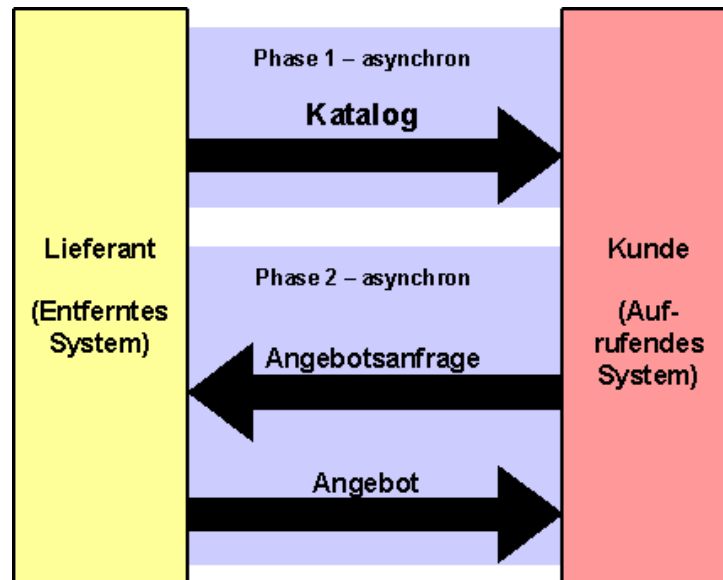 Phase 1 – asynchron
Katalog
Lieferant
(Entferntes
System)
Phase 2 – asynchron
Angebotsanfrage
Angebot
Kunde
(Auf-
rufendes
System)